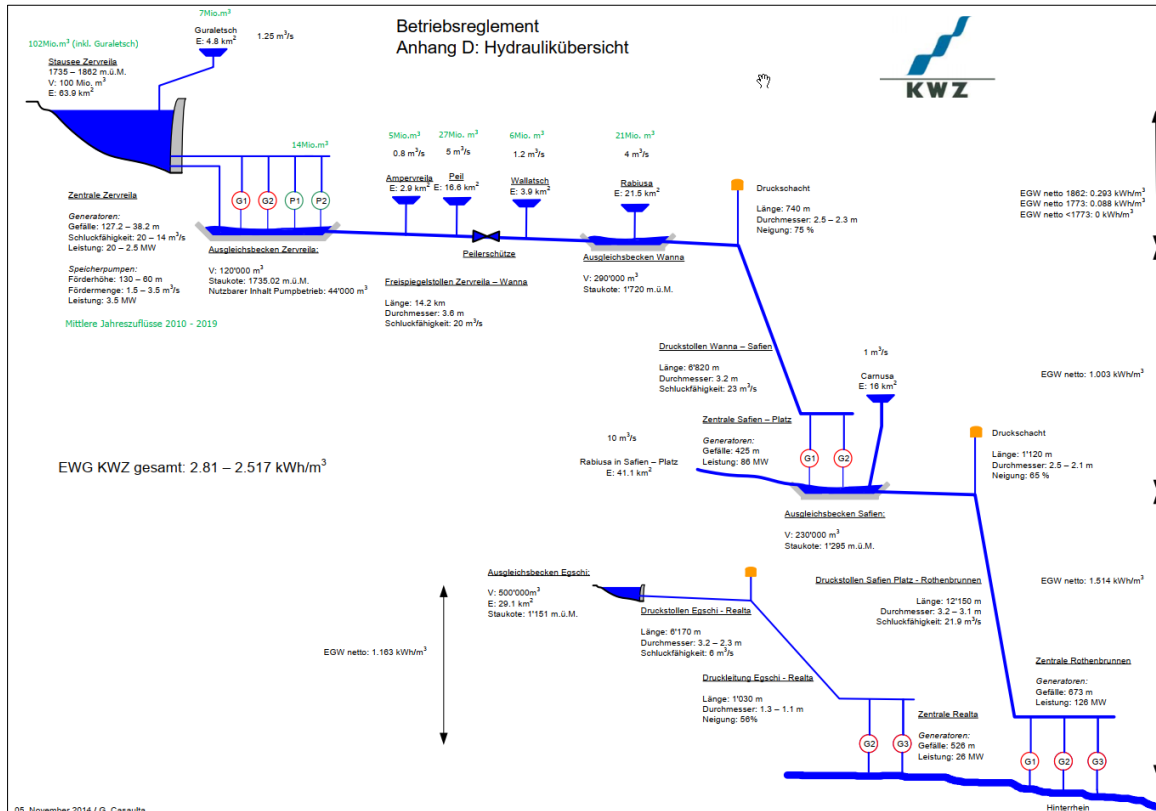 Betriebsreglement
Anhang D: Hydraulikübersicht
KWZ
7Mio.m³
Guraletsch
E: 4.8 km²
1.25 m³/s
102Mio.m³ (inkl. Guraletsch)
Stausee Zervreila
1735 – 1862 m.ü.M.
V: 100 Mio. m³
E: 63.9 km²
14Mio.m³
5Mio.m³
0.8 m³/s
Ampervreila
E: 2.9 km²
27Mio. m³
5 m³/s
Peil
E: 16.6 km²
6Mio. m³
1.2 m³/s
Wallatsch
E: 3.9 km²
21Mio. m³
4 m³/s
Rabiusa
E: 21.5 km²
Druckschacht
Länge: 740 m
Durchmesser: 2.5 – 2.3 m
Neigung: 75 %
EGW netto 1862: 0.293 kWh/m³
EGW netto 1773: 0.088 kWh/m³
EGW netto <1773: 0 kWh/m³
Zentrale Zervreila
Generatoren:
Gefälle: 127.2 – 38.2 m
Schluckfähigkeit: 20 – 14 m³/s
Leistung: 20 – 2.5 MW
Speicherpumpen:
Förderhöhe: 130 – 60 m
Fördermenge: 1.5 – 3.5 m³/s
Leistung: 3.5 MW
G1
G2
P1
P2
Ausgleichsbecken Zervreila:
V: 120'000 m³
Staukote: 1735.02 m.ü.M.
Nutzbarer Inhalt Pumpbetrieb: 44'000 m³
Peilerschütze
Freispiegelstollen Zervreila – Wanna
Länge: 14.2 km
Durchmesser: 3.6 m
Schluckfähigkeit: 20 m³/s
Ausgleichsbecken Wanna
V: 290'000 m³
Staukote: 1'720 m.ü.M.
Mittlere Jahreszuflüsse 2010 - 2019
Druckstollen Wanna – Safien
Länge: 6'820 m
Durchmesser: 3.2 m
Schluckfähigkeit: 23 m³/s
1 m³/s
Carnusa
E: 16 km²
EGW netto: 1.003 kWh/m³
Zentrale Safien – Platz
Generatoren:
Gefälle: 425 m
Leistung: 86 MW
G1
G2
10 m³/s
Rabiusa in Safien – Platz
E: 41.1 km²
Druckschacht
Länge: 1'120 m
Durchmesser: 2.5 – 2.1 m
Neigung: 65 %
EWG KWZ gesamt: 2.81 – 2.517 kWh/m³
Ausgleichsbecken Safien:
V: 230'000 m³
Staukote: 1'295 m.ü.M.
Ausgleichsbecken Egschi:
V: 500'000m³
E: 29.1 km²
Staukote: 1'151 m.ü.M.
Druckstollen Egschi - Realta
Länge: 6'170 m
Durchmesser: 3.2 – 2.3 m
Schluckfähigkeit: 6 m³/s
Druckstollen Safien Platz - Rothenbrunnen
Länge: 12'150 m
Durchmesser: 3.2 – 3.1 m
Schluckfähigkeit: 21.9 m³/s
EGW netto: 1.514 kWh/m³
EGW netto: 1.163 kWh/m³
Druckleitung Egschi - Realta
Länge: 1'030 m
Durchmesser: 1.3 – 1.1 m
Neigung: 56%
Zentrale Rothenbrunnen
Generatoren:
Gefälle: 673 m
Leistung: 126 MW
Zentrale Realta
Generatoren:
Gefälle: 526 m
Leistung: 26 MW
G2
G3
G1
G2
G3
Hinterrhein
05. November 2014 / G. Casaulta